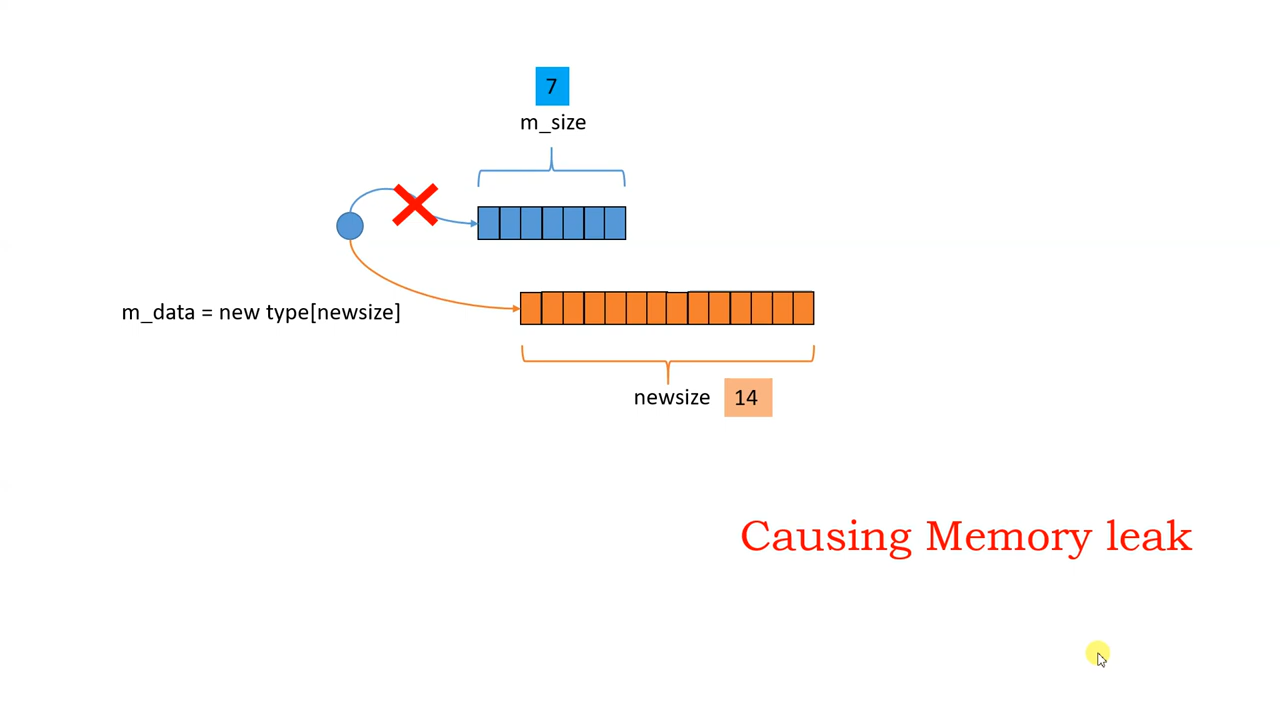 7
m_size
m_data = new type[newsize]
newsize 14
Causing Memory leak